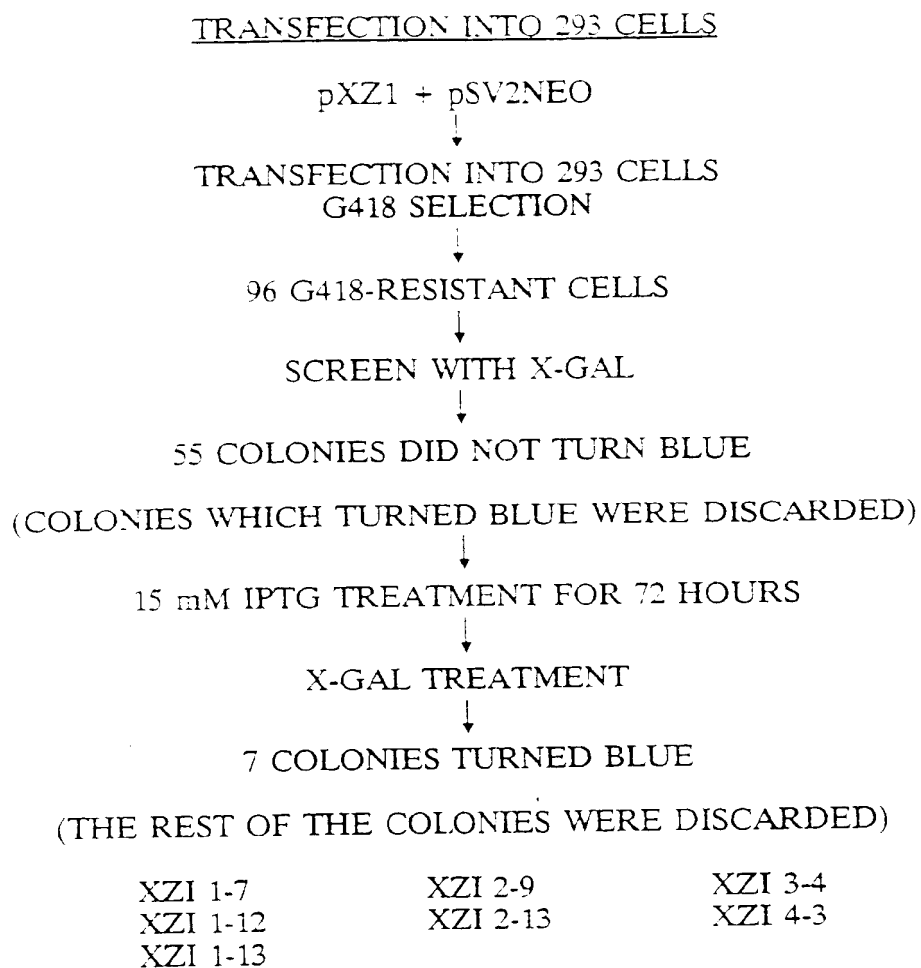 TRANSFECTION INTO 293 CELLS
pXZ1 + pSV2NEO
TRANSFECTION INTO 293 CELLS
G418 SELECTION
96 G418-RESISTANT CELLS
SCREEN WITH X-GAL
55 COLONIES DID NOT TURN BLUE
(COLONIES WHICH TURNED BLUE WERE DISCARDED)
15 mM IPTG TREATMENT FOR 72 HOURS
X-GAL TREATMENT
7 COLONIES TURNED BLUE
(THE REST OF THE COLONIES WERE DISCARDED)
XZI 1-7 XZI 2-9 XZI 3-4
XZI 1-12 XZI 2-13 XZI 4-3
XZI 1-13